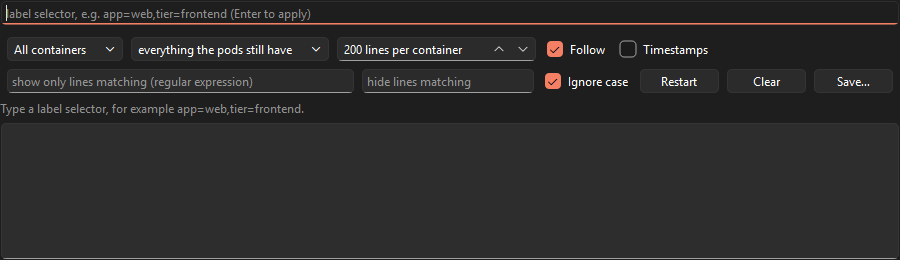 label selector, e.g. app=web,tier=frontend (Enter to apply)
All containers everything the pods still have 200 lines per container Follow Timestamps
show only lines matching (regular expression) hide lines matching Ignore case Restart Clear Save...
Type a label selector, for example app=web,tier=frontend.